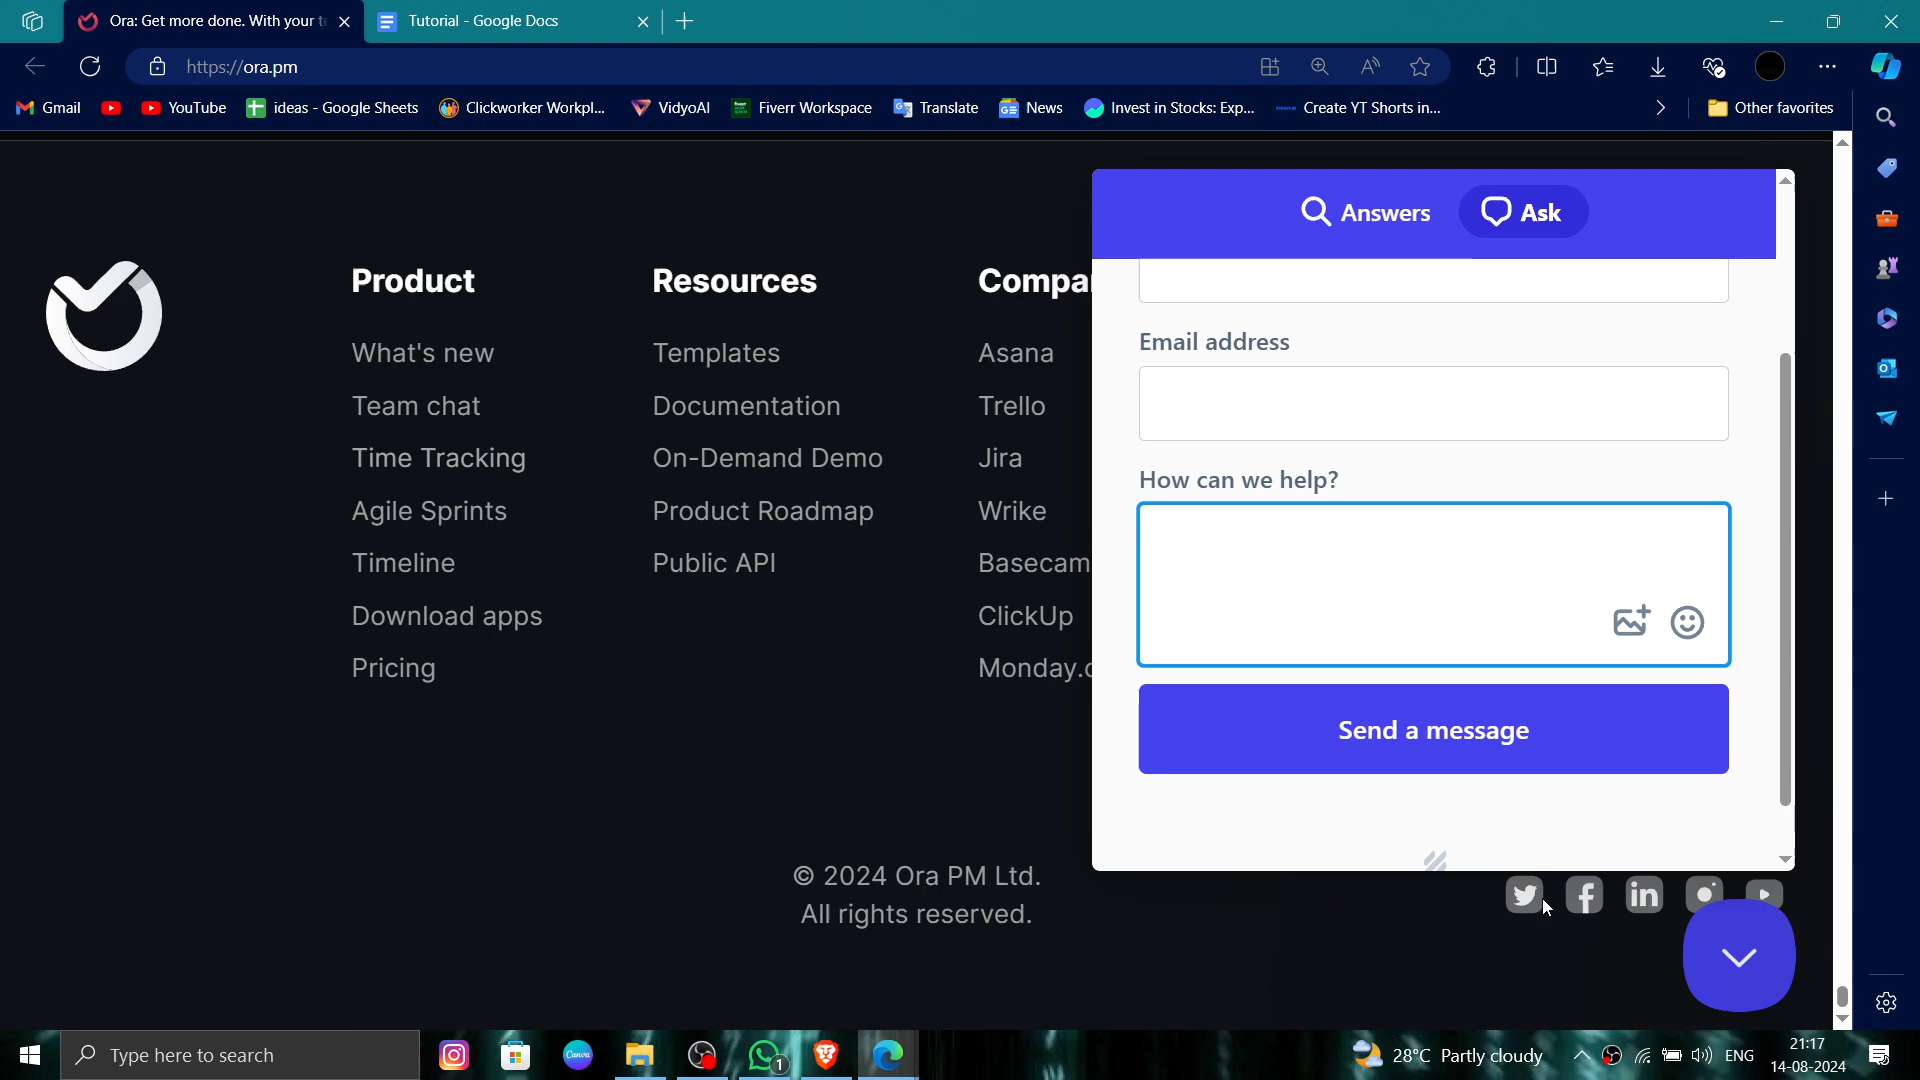 Ora: Get more done. With your t
Tutorial - Google Docs
https://ora.pm
Gmail
YouTube
ideas - Google Sheets
Clickworker Workpl...
VidyoAI
Fiverr Workspace
Translate
News
Invest in Stocks: Exp...
Create YT Shorts in...
Other favorites
Answers
Ask
Product
What's new
Team chat
Time Tracking
Agile Sprints
Timeline
Download apps
Pricing
Resources
Templates
Documentation
On-Demand Demo
Product Roadmap
Public API
Compa
Asana
Trello
Jira
Wrike
Basecam
ClickUp
Monday.c
Email address
How can we help?
Send a message
© 2024 Ora PM Ltd.
All rights reserved.
Type here to search
Canva
1
28°C Partly cloudy
ENG
21:17
14-08-2024